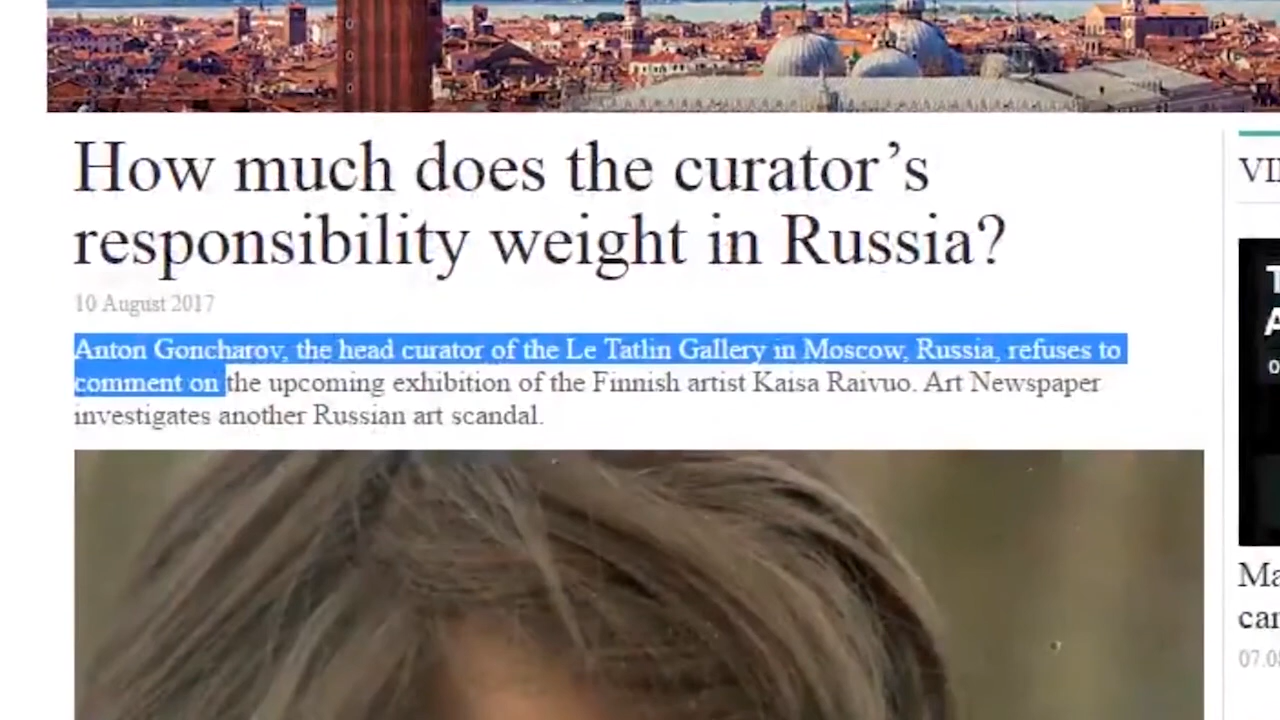 How much does the curator’s
responsibility weight in Russia?
10 August 2017
Anton Goncharov, the head curator of the Le Tatlin Gallery in Moscow, Russia, refuses to
comment on the upcoming exhibition of the Finnish artist Kaisa Raivuo. Art Newspaper
investigates another Russian art scandal.